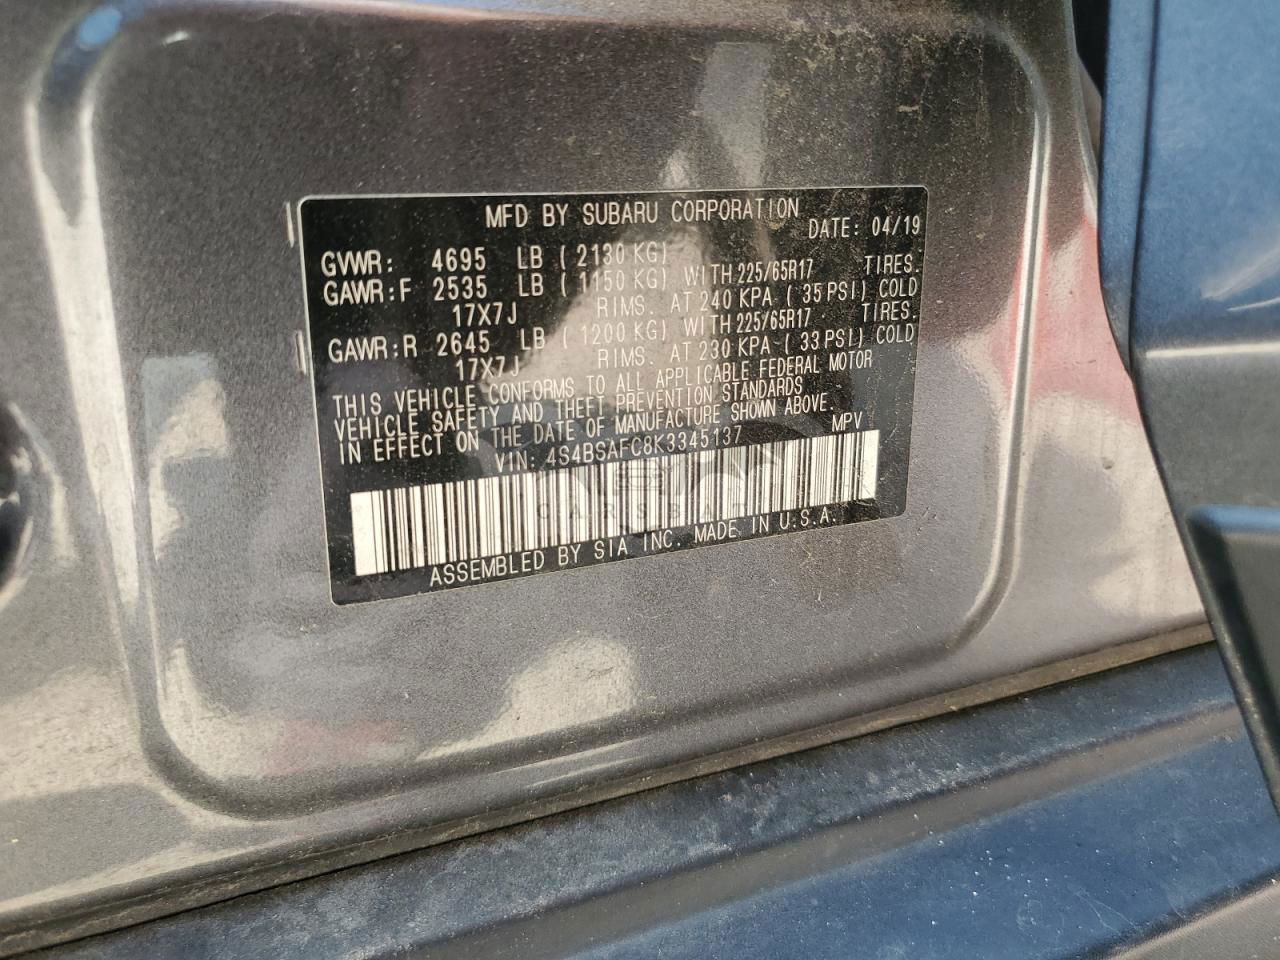 MFD BY SUBARU CORPORATION DATE: 04/19
GVWR: 4695 LB ( 2130 KG)
GAWR:F 2535 LB ( 1150 KG) WITH 225/65R17 TIRES.
17X7J RIMS. AT 240 KPA ( 35 PSI) COLD
GAWR:R 2645 LB ( 1200 KG) WITH 225/65R17 TIRES.
17X7J RIMS. AT 230 KPA ( 33 PSI) COLD
THIS VEHICLE CONFORMS TO ALL APPLICABLE FEDERAL MOTOR
VEHICLE SAFETY AND THEFT PREVENTION STANDARDS
IN EFFECT ON THE DATE OF MANUFACTURE SHOWN ABOVE.
VIN: 4S4BSAFC8K3345137 MPV
ASSEMBLED BY SIA INC. MADE IN U.S.A.